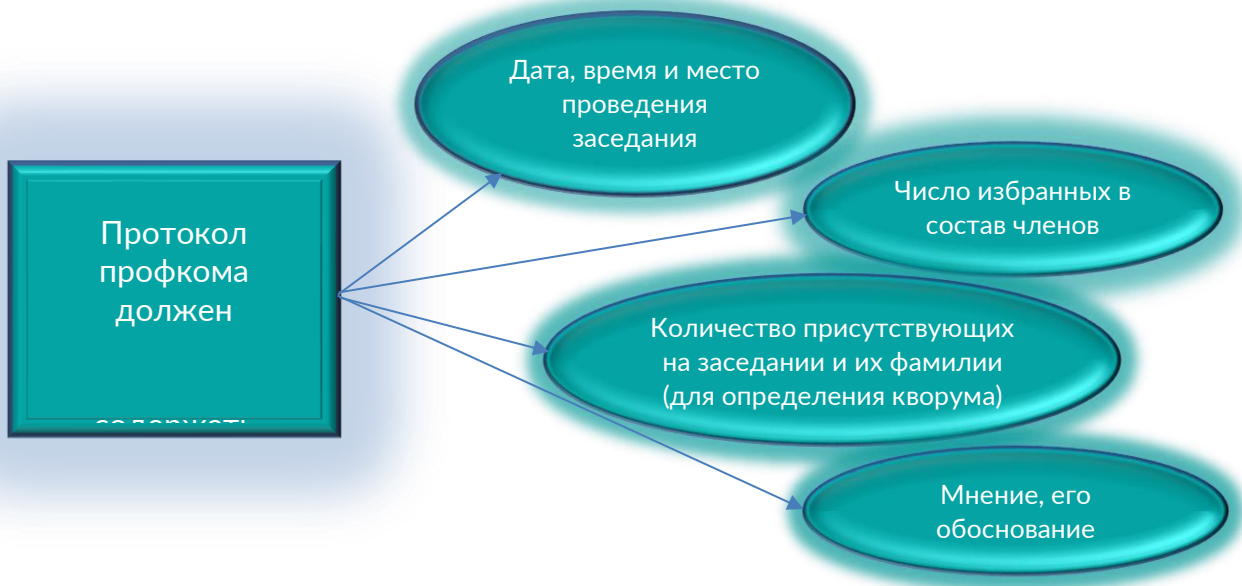 Протокол
профкома
должен
Дата, время и место
проведения
заседания
Число избранных в
состав членов
Количество присутствующих
на заседании и их фамилии
(для определения кворума)
Мнение, его
обоснование